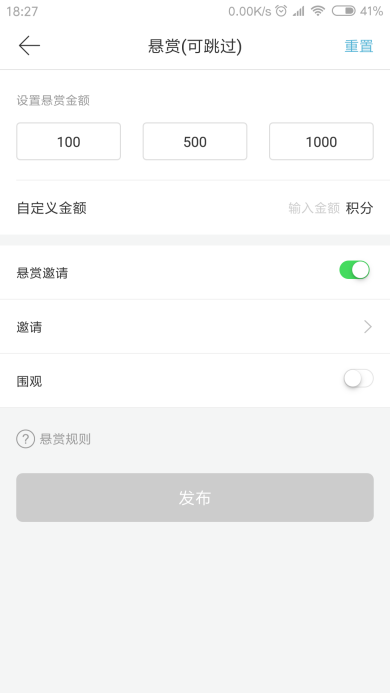 18:27 0.00K/s 41%
悬赏(可跳过) 重置
设置悬赏金额
100 500 1000
自定义金额 输入金额 积分
悬赏邀请
邀请
围观
? 悬赏规则
发布